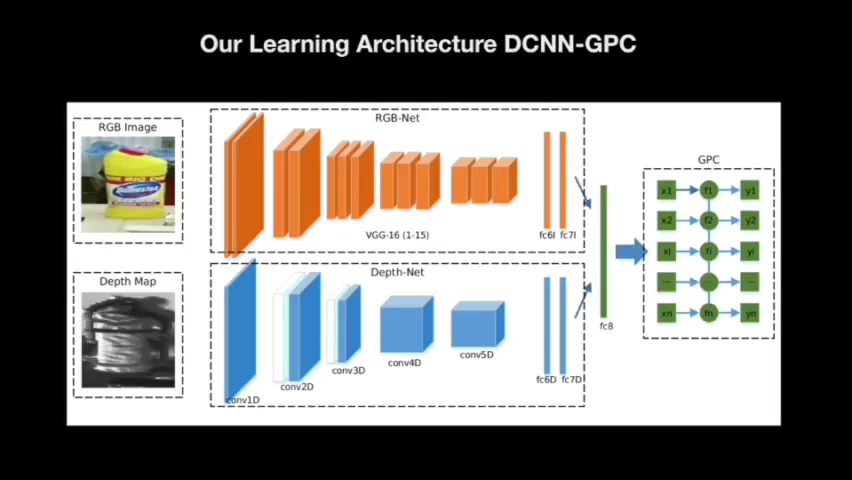 Our Learning Architecture DCNN-GPC
RGB Image
RGB-Net
VGG-16 (1-15)
fc6I
fc7I
Depth Map
Depth-Net
conv1D
conv2D
conv3D
conv4D
conv5D
fc6D
fc7D
fc8
GPC
x1 f1 y1
x2 f2 y2
xi fi yi
... ... ...
xn fn yn